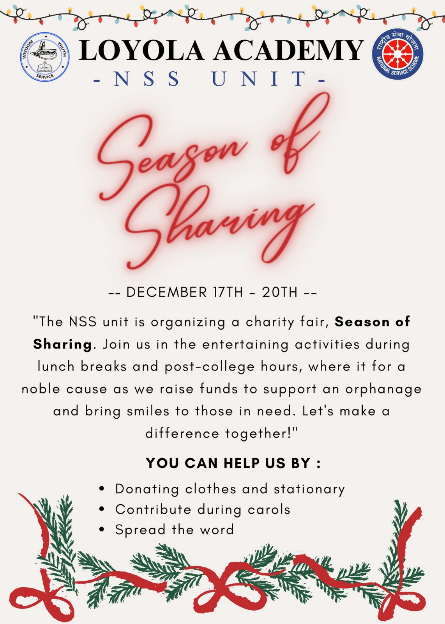 LOYOLA ACADEMY
-NSS UNIT-
Season of
Sharing
-- DECEMBER 17TH - 20TH --
"The NSS unit is organizing a charity fair, Season of
Sharing. Join us in the entertaining activities during
lunch breaks and post-college hours, where it for a
noble cause as we raise funds to support an orphanage
and bring smiles to those in need. Let's make a
difference together!"
YOU CAN HELP US BY :
• Donating clothes and stationary
• Contribute during carols
• Spread the word